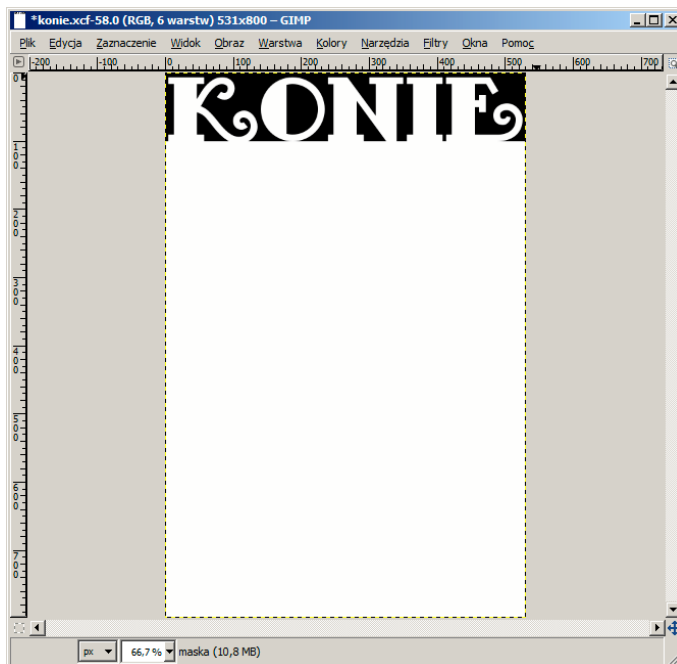 *konie.xcf-58.0 (RGB, 6 warstw) 531x800 – GIMP
Plik Edycja Zaznaczenie Widok Obraz Warstwa Kolory Narzędzia Filtry Okna Pomoc
-200 -100 0 100 200 300 400 500 600 700
0
100
200
300
400
500
600
700
KONIE
px 66,7 % maska (10,8 MB)